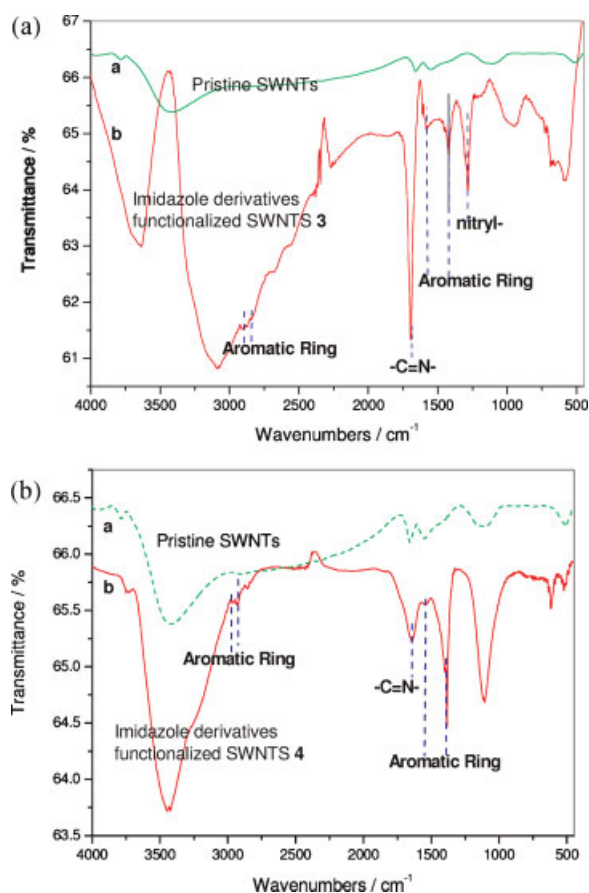 (a)
67
66
65
64
63
62
61
Transmittance / %
a
Pristine SWNTs
b
Imidazole derivatives
functionalized SWNTS 3
nitryl-
Aromatic Ring
Aromatic Ring
-C=N-
4000 3500 3000 2500 2000 1500 1000 500
Wavenumbers / cm-1
(b)
66.5
66.0
65.5
65.0
64.5
64.0
63.5
Transmittance / %
a
Pristine SWNTs
b
Aromatic Ring
-C=N-
Imidazole derivatives
functionalized SWNTS 4
Aromatic Ring
4000 3500 3000 2500 2000 1500 1000 500
Wavenumbers / cm-1